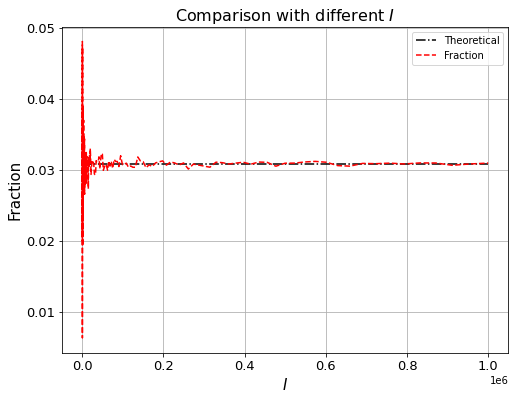 Comparison with different I
Theoretical
Fraction
0.05
0.04
0.03
0.02
0.01
Fraction
0.0
0.2
0.4
0.6
0.8
1.0
1e6
I